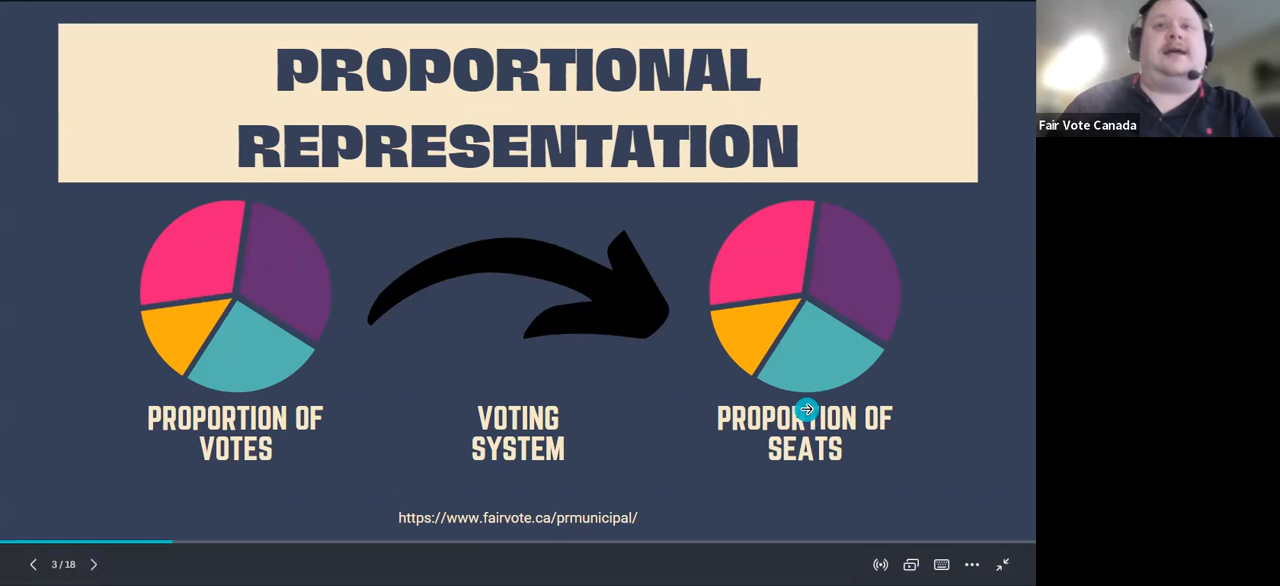 PROPORTIONAL
REPRESENTATION
PROPORTION OF
VOTES
VOTING
SYSTEM
PROPORTION OF
SEATS
https://www.fairvote.ca/prmunicipal/
3 / 18
Fair Vote Canada